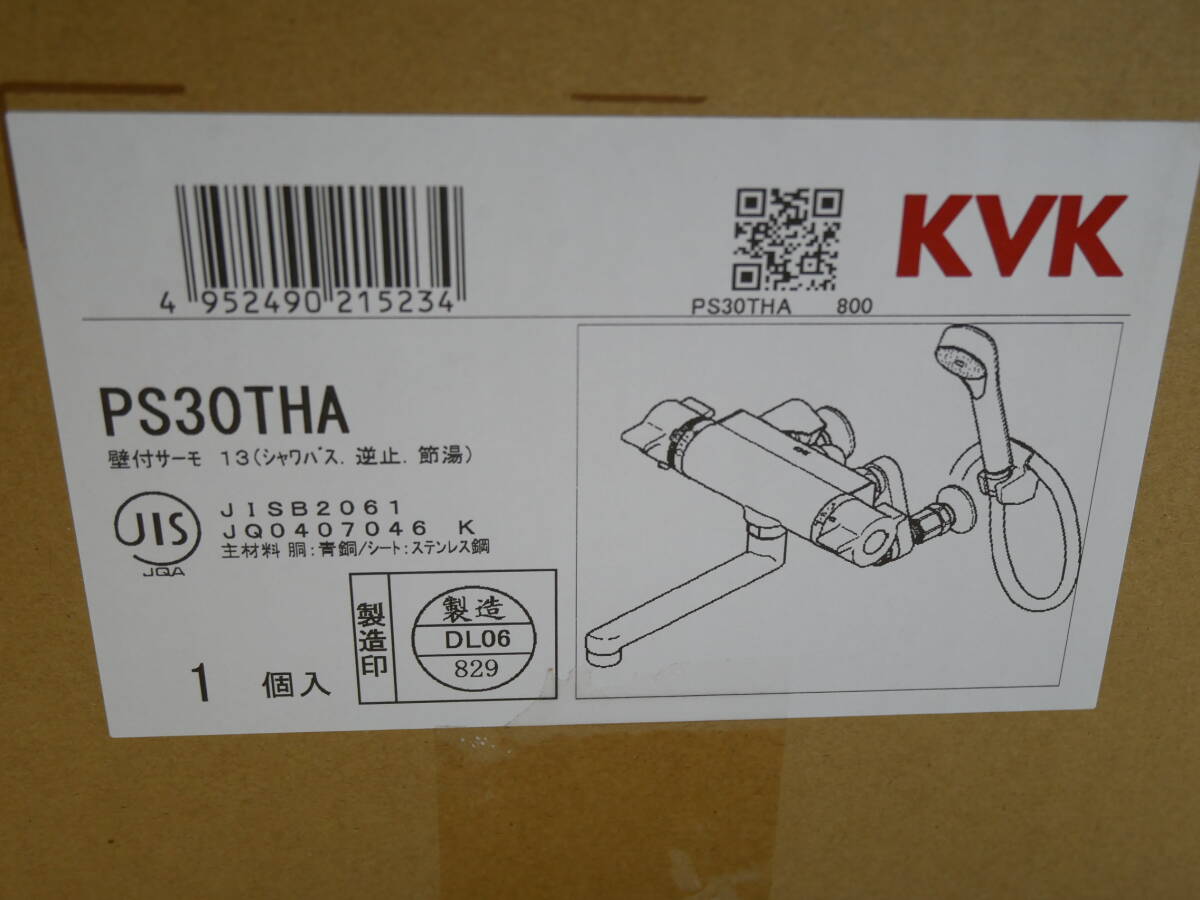 4 952490 215234
PS30THA 800
KVK
PS30THA
壁付サーモ 13(シャワバス. 逆止. 節湯)
JIS
JQA
JISB2061
JQ0407046 K
主材料 胴:青銅/シート:ステンレス鋼
製造印
製造
DL06
829
1 個入